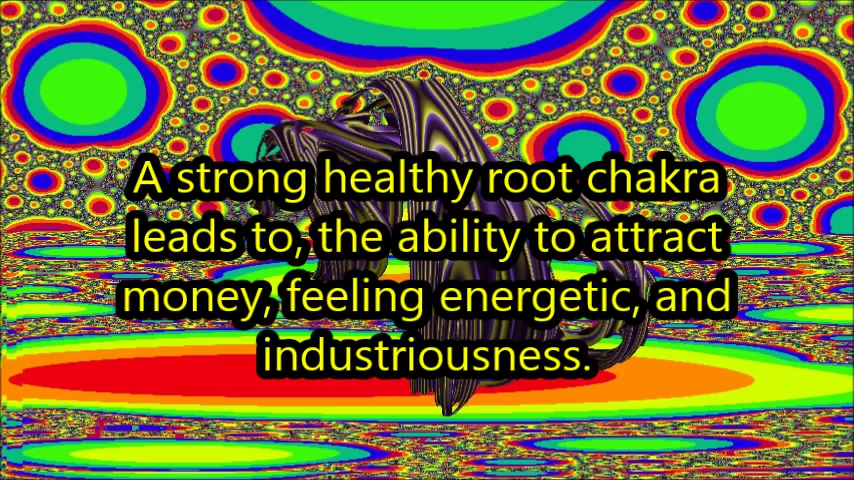 A strong healthy root chakra
leads to, the ability to attract
money, feeling energetic, and
industriousness.